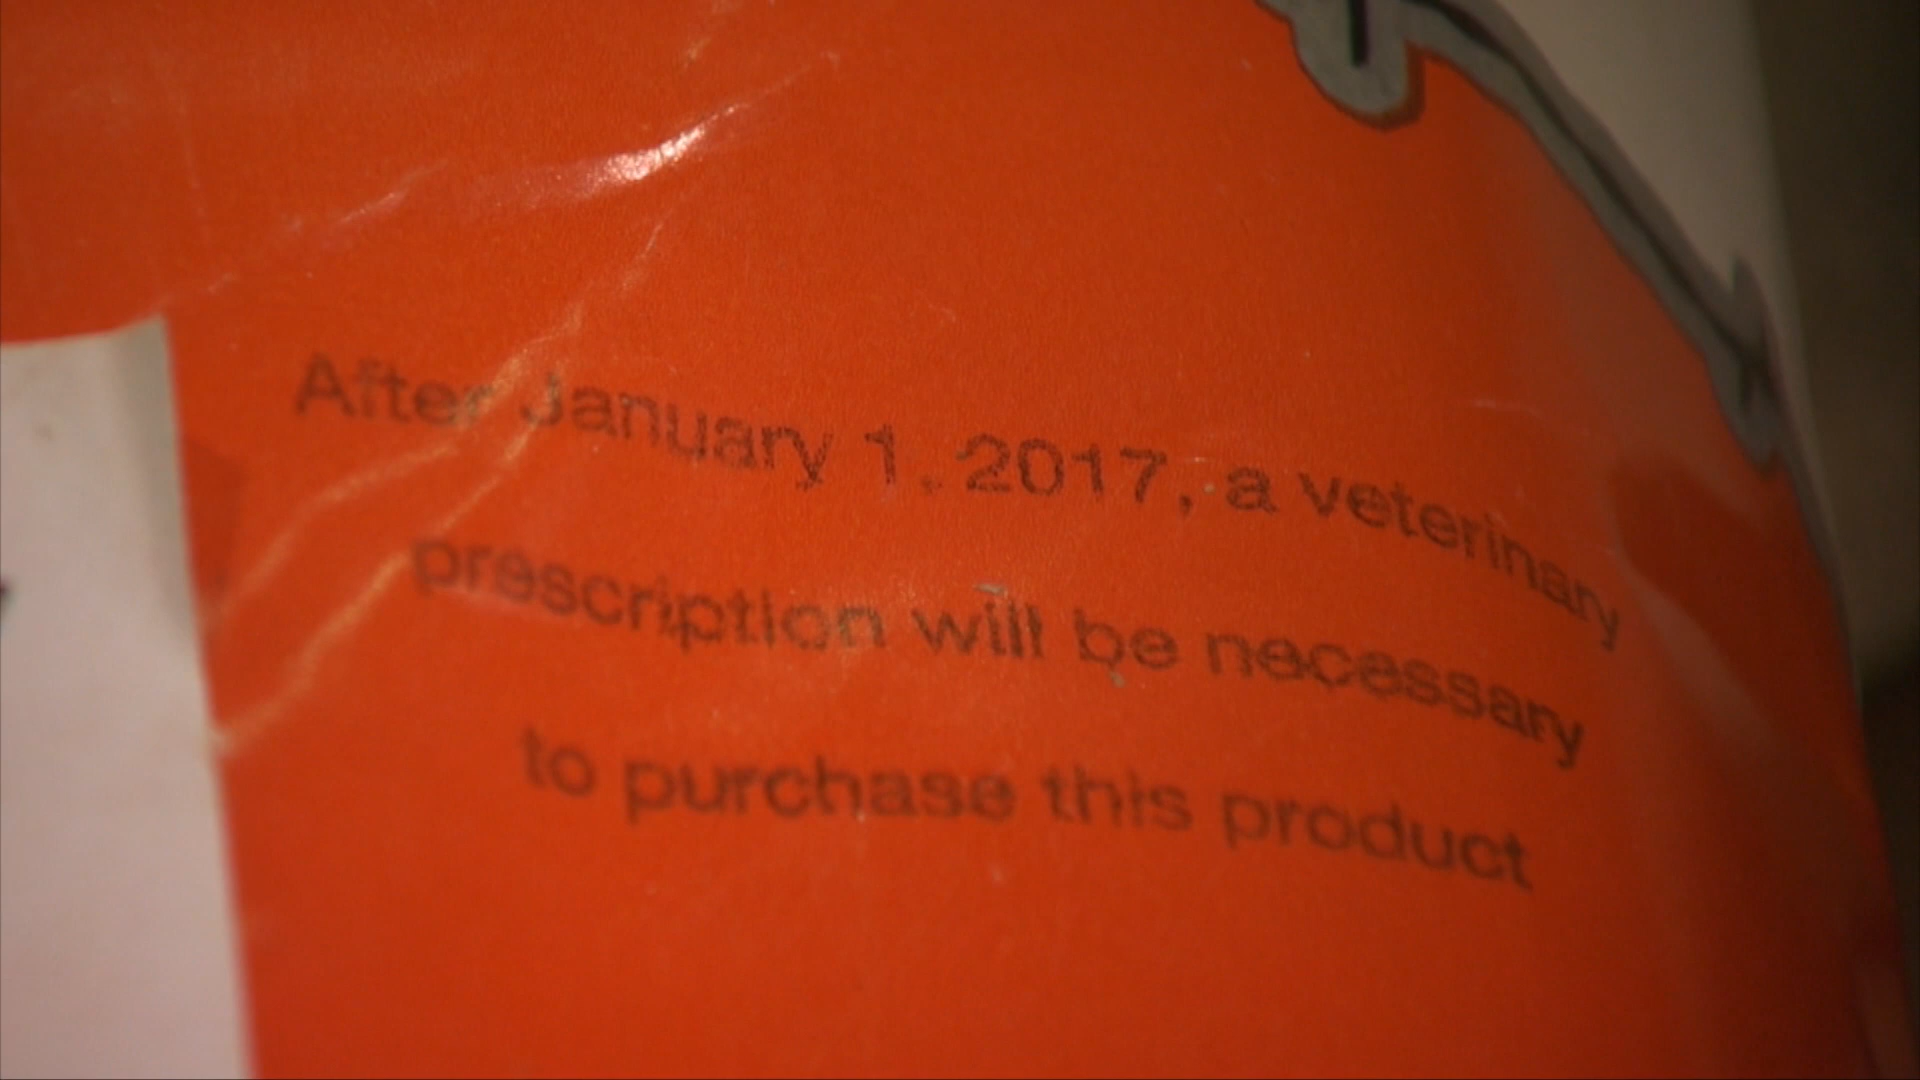 After January 1, 2017, a veterinary
prescription will be necessary
to purchase this product